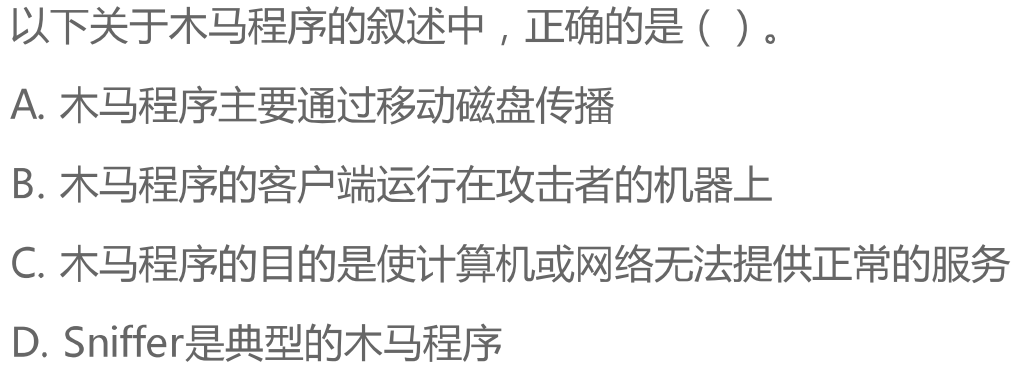 以下关于木马程序的叙述中，正确的是（ ）。
A. 木马程序主要通过移动磁盘传播
B. 木马程序的客户端运行在攻击者的机器上
C. 木马程序的目的是使计算机或网络无法提供正常的服务
D. Sniffer是典型的木马程序